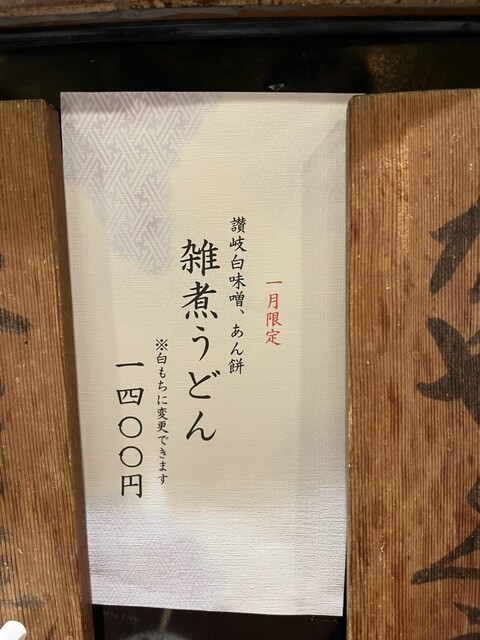 一月限定
讃岐白味噌、あん餅
雑煮うどん
※白もちに変更できます
一四〇〇円